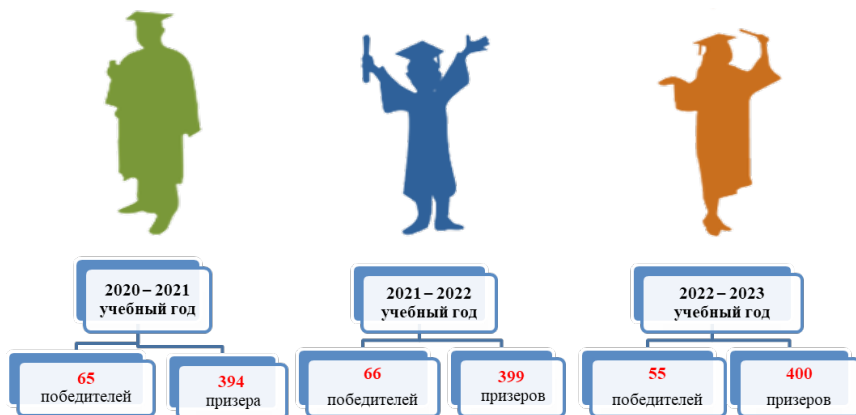 2020 – 2021
учебный год
65
победителей
394
призера
2021 – 2022
учебный год
66
победителей
399
призеров
2022 – 2023
учебный год
55
победителей
400
призеров